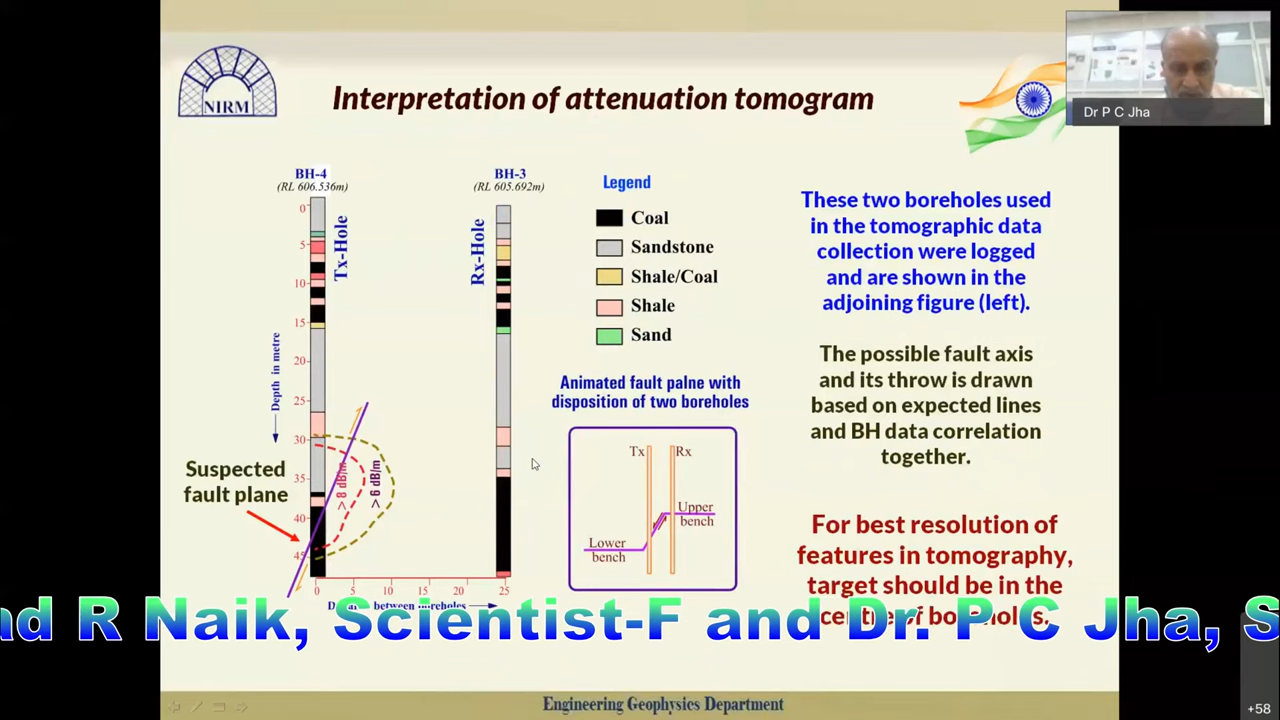 NIRM
Interpretation of attenuation tomogram
Dr P C Jha
BH-4
(RL 606.536m)
BH-3
(RL 605.692m)
Tx-Hole
Rx-Hole
0
5
10
15
20
25
30
35
40
45
Depth in metre
Suspected
fault plane
> 8 dB/m
> 6 dB/m
0
5
10
15
20
25
between boreholes
Legend
Coal
Sandstone
Shale/Coal
Shale
Sand
Animated fault palne with
disposition of two boreholes
Tx
Rx
Upper
bench
Lower
bench
These two boreholes used
in the tomographic data
collection were logged
and are shown in the
adjoining figure (left).
The possible fault axis
and its throw is drawn
based on expected lines
and BH data correlation
together.
For best resolution of
features in tomography,
target should be in the
ad R Naik, Scientist-F and Dr. P C Jha, S
Engineering Geophysics Department
+58